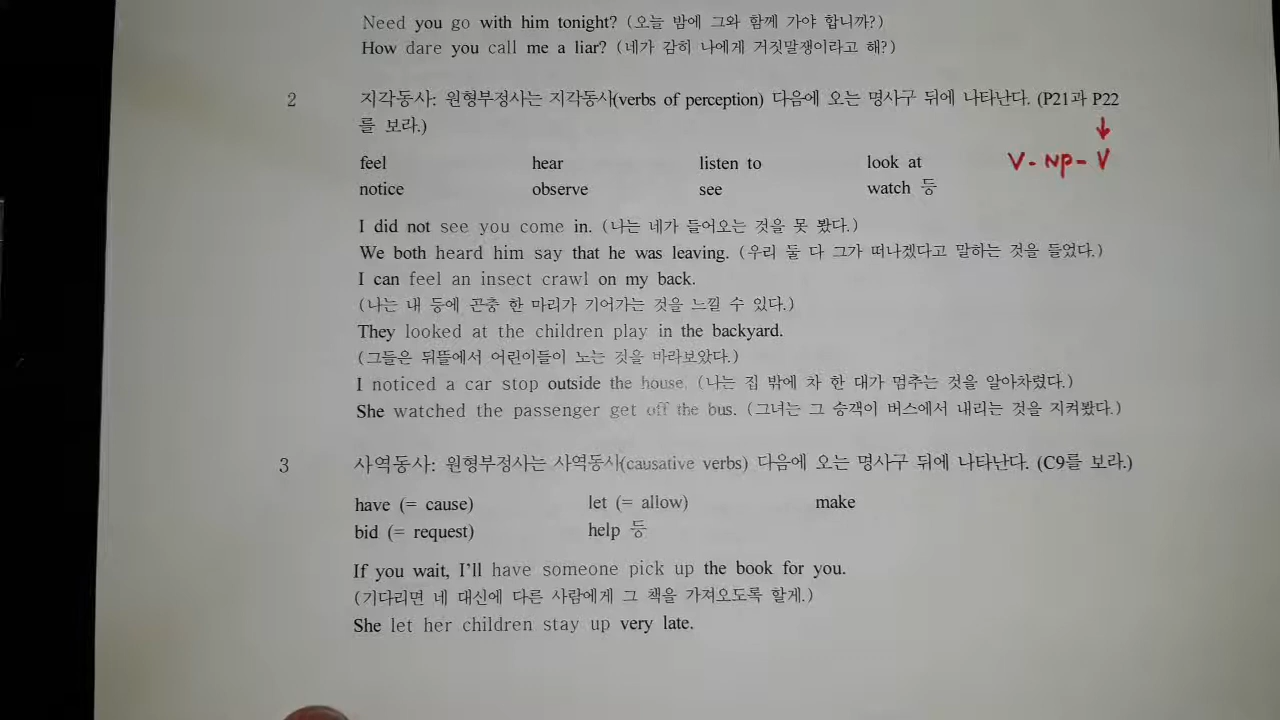 Need you go with him tonight? (오늘 밤에 그와 함께 가야 합니까?)
How dare you call me a liar? (네가 감히 나에게 거짓말쟁이라고 해?)
2 지각동사: 원형부정사는 지각동사(verbs of perception) 다음에 오는 명사구 뒤에 나타난다. (P21과 P22
를 보라.)
feel hear listen to look at V - NP - V
notice observe see watch 등
I did not see you come in. (나는 네가 들어오는 것을 못 봤다.)
We both heard him say that he was leaving. (우리 둘 다 그가 떠나겠다고 말하는 것을 들었다.)
I can feel an insect crawl on my back.
(나는 내 등에 곤충 한 마리가 기어가는 것을 느낄 수 있다.)
They looked at the children play in the backyard.
(그들은 뒤뜰에서 어린이들이 노는 것을 바라보았다.)
I noticed a car stop outside the house. (나는 집 밖에 차 한 대가 멈추는 것을 알아차렸다.)
She watched the passenger get off the bus. (그녀는 그 승객이 버스에서 내리는 것을 지켜봤다.)
3 사역동사: 원형부정사는 사역동사(causative verbs) 다음에 오는 명사구 뒤에 나타난다. (C9를 보라.)
have (= cause) let (= allow) make
bid (= request) help 등
If you wait, I'll have someone pick up the book for you.
(기다리면 네 대신에 다른 사람에게 그 책을 가져오도록 할게.)
She let her children stay up very late.